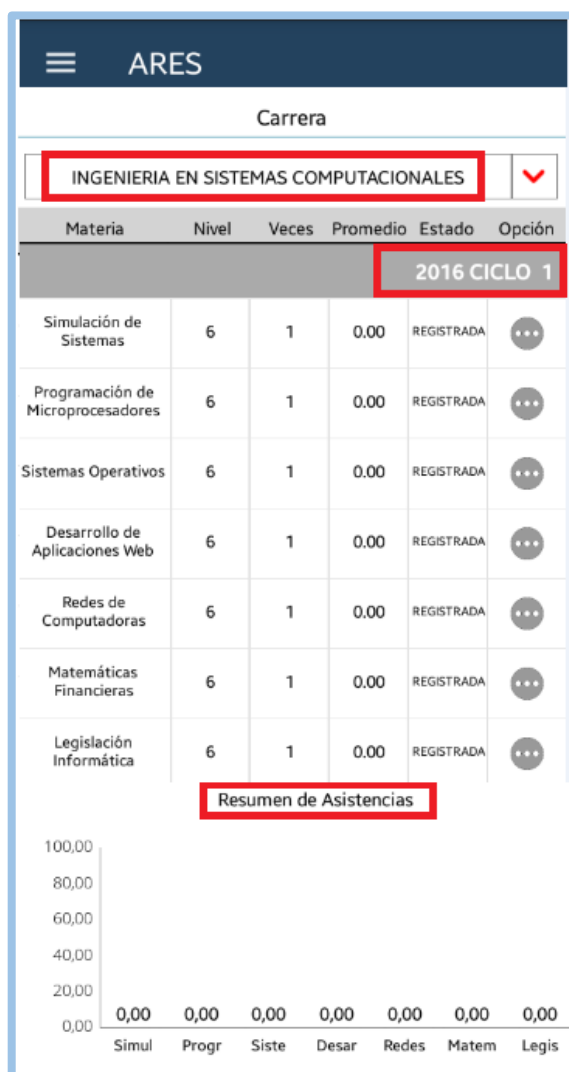 ARES
Carrera
INGENIERIA EN SISTEMAS COMPUTACIONALES
Materia Nivel Veces Promedio Estado Opción
2016 CICLO 1
Simulación de
Sistemas 6 1 0.00 REGISTRADA
Programación de
Microprocesadores 6 1 0.00 REGISTRADA
Sistemas Operativos 6 1 0.00 REGISTRADA
Desarrollo de
Aplicaciones Web 6 1 0.00 REGISTRADA
Redes de
Computadoras 6 1 0.00 REGISTRADA
Matemáticas
Financieras 6 1 0.00 REGISTRADA
Legislación
Informática 6 1 0.00 REGISTRADA
Resumen de Asistencias
100,00
80,00
60,00
40,00
20,00
0,00 0,00 0,00 0,00 0,00 0,00 0,00 0,00
Simul Progr Siste Desar Redes Matem Legis